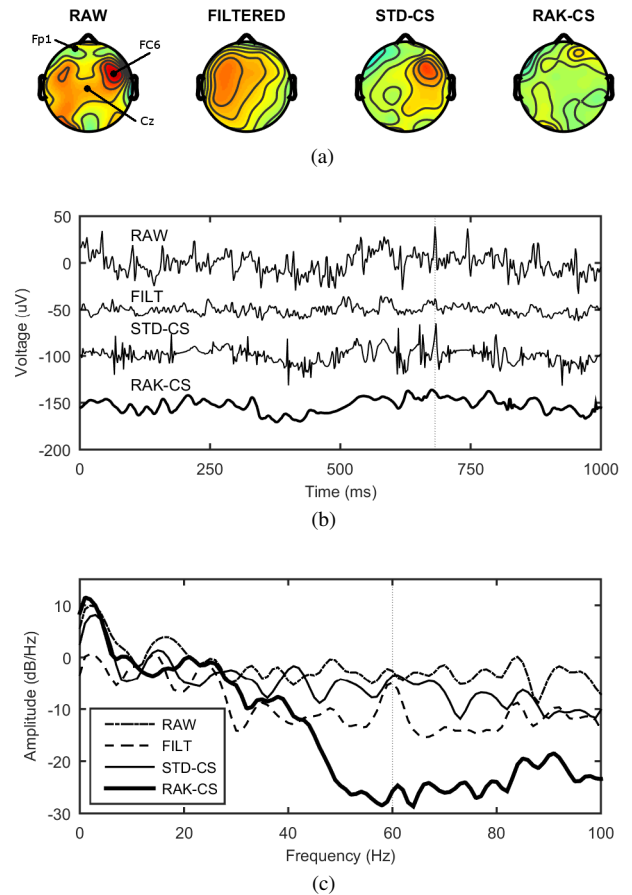 RAW FILTERED STD-CS RAK-CS
Fp1 FC6
Cz
(a)
50
0
-50
-100
-150
-200
Voltage (uV)
RAW
FILT
STD-CS
RAK-CS
0 250 500 750 1000
Time (ms)
(b)
10
0
-10
-20
-30
Amplitude (dB/Hz)
RAW
FILT
STD-CS
RAK-CS
0 20 40 60 80 100
Frequency (Hz)
(c)